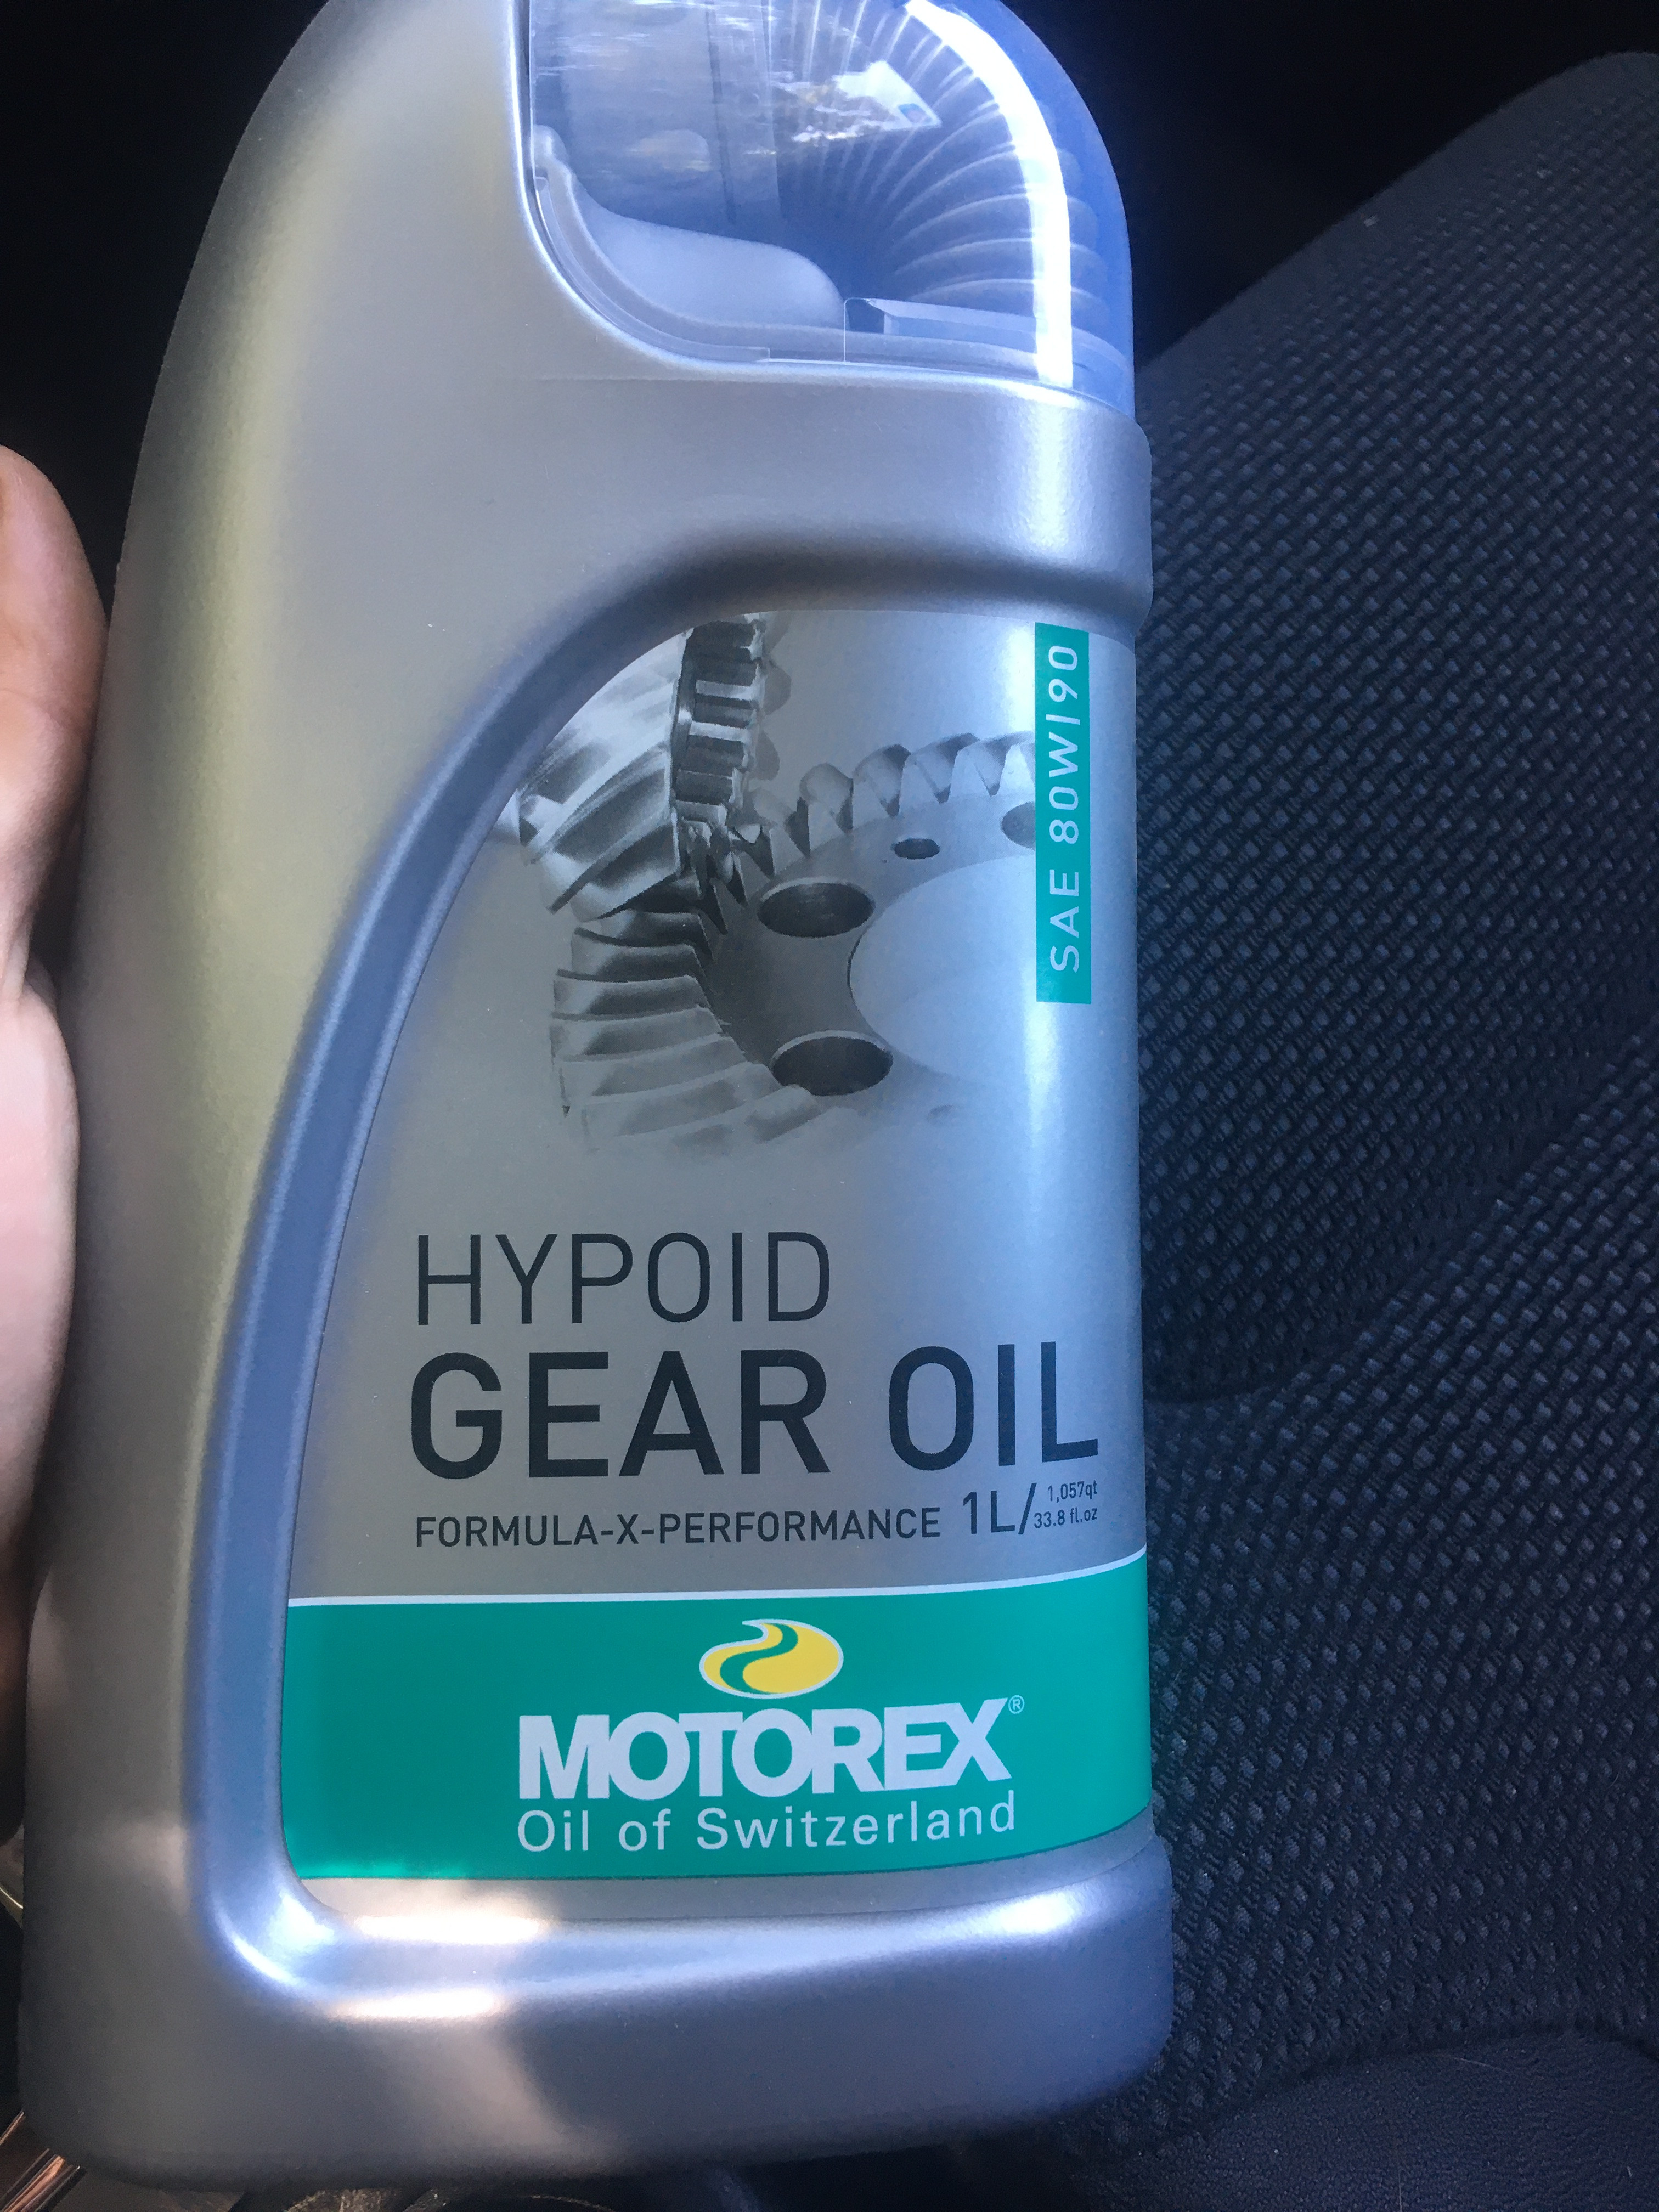 SAE 80W/90
HYPOID
GEAR OIL
FORMULA-X-PERFORMANCE 1L/ 1,057qt
33.8 fl.oz
MOTOREX®
Oil of Switzerland